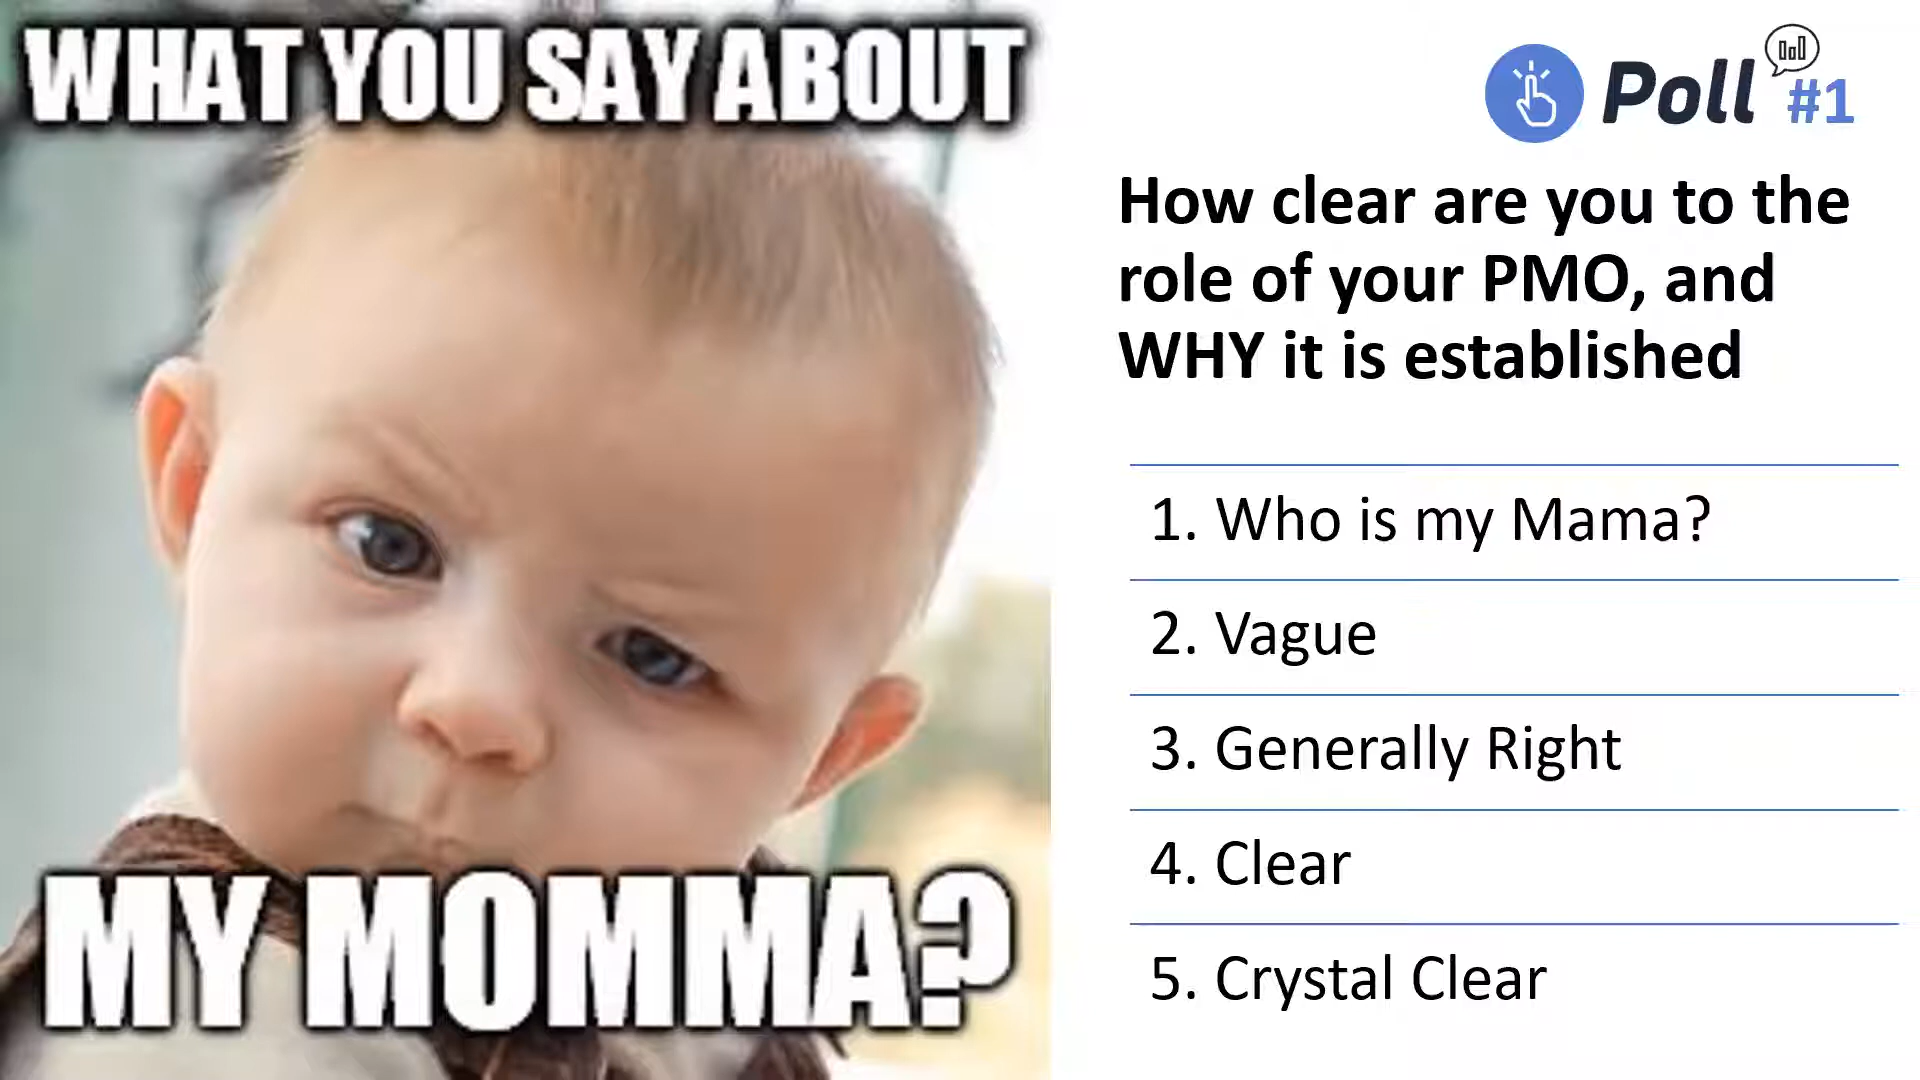 WHAT YOU SAY ABOUT
MY MOMMA?
Poll #1
How clear are you to the
role of your PMO, and
WHY it is established
1. Who is my Mama?
2. Vague
3. Generally Right
4. Clear
5. Crystal Clear